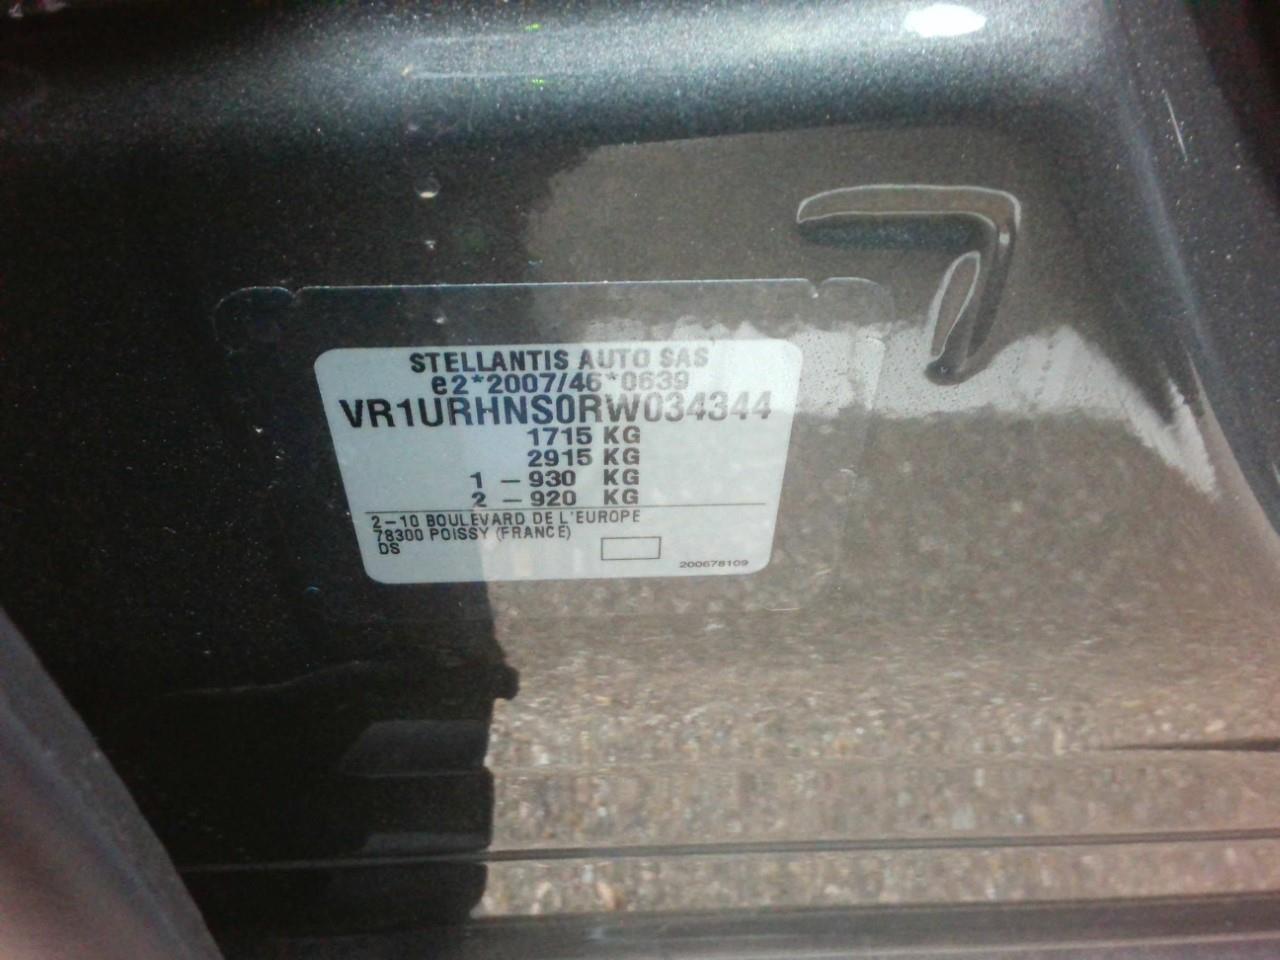 STELLANTIS AUTO SAS
e2*2007/46*0639
VR1URHNS0RW034344
1715 KG
2915 KG
1 – 930 KG
2 – 920 KG
2–10 BOULEVARD DE L'EUROPE
78300 POISSY (FRANCE)
DS
200678109